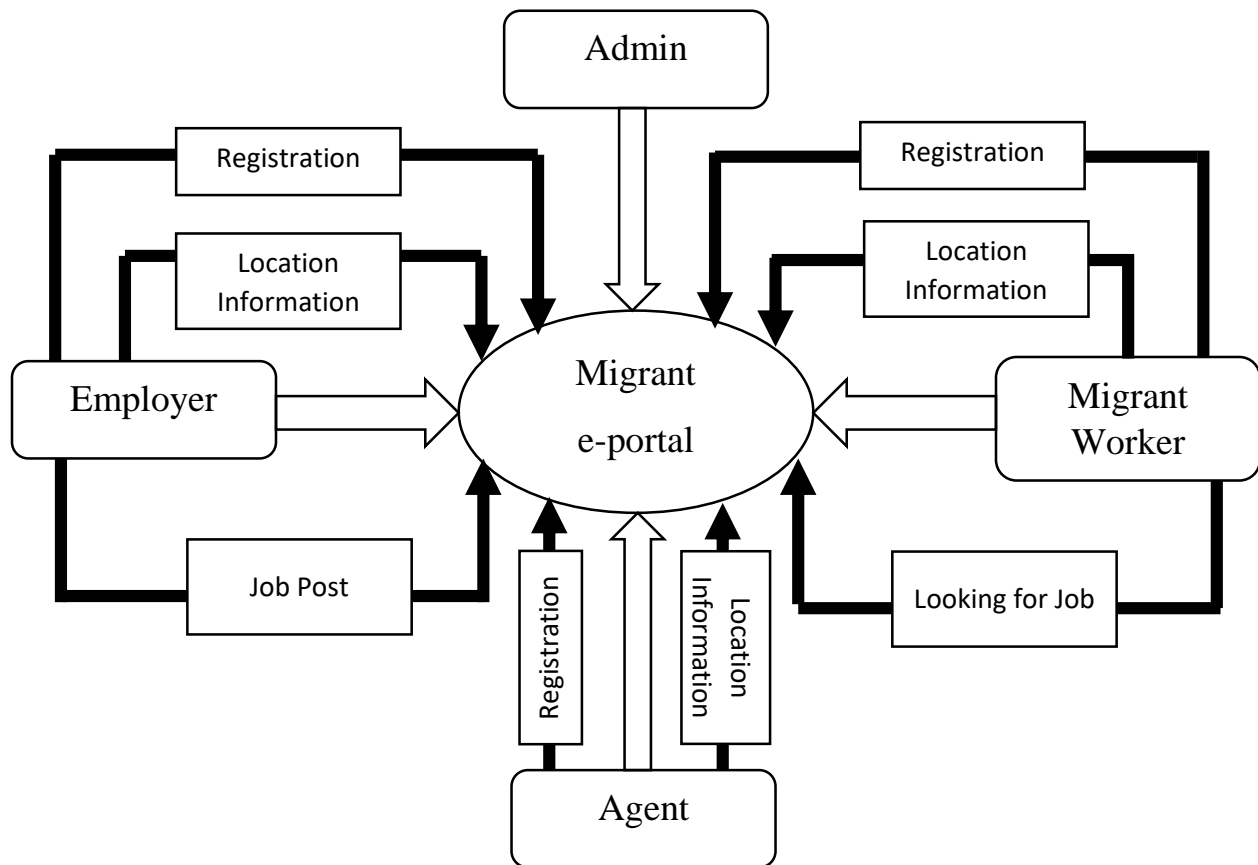 Admin
Registration
Registration
Location
Information
Location
Information
Employer
Migrant
e-portal
Migrant
Worker
Job Post
Registration
Location
Information
Looking for Job
Agent